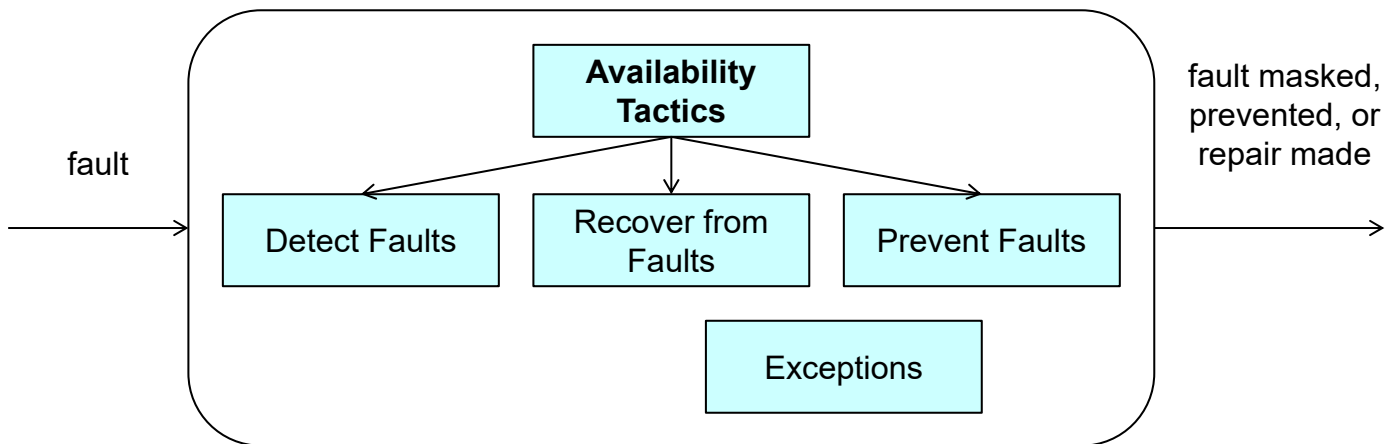 Availability
Tactics
fault masked,
prevented, or
repair made
fault
Detect Faults
Recover from
Faults
Prevent Faults
Exceptions